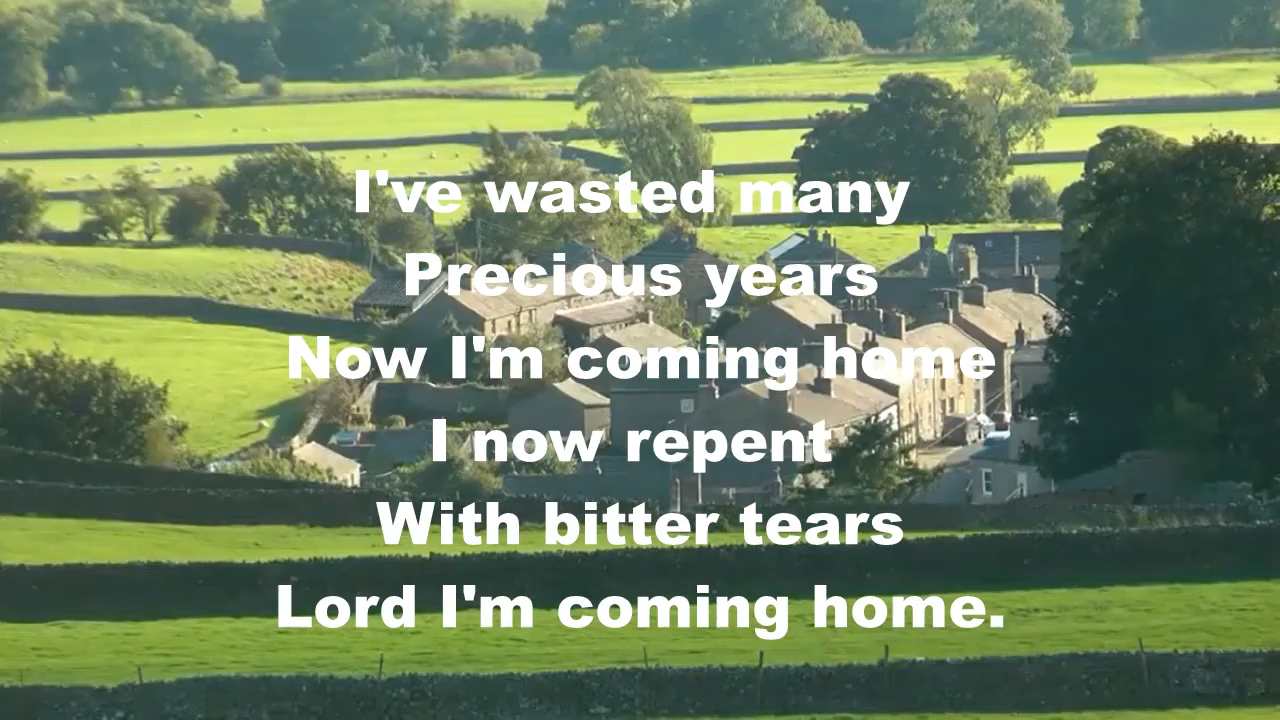 I've wasted many
Precious years
Now I'm coming home
I now repent
With bitter tears
Lord I'm coming home.